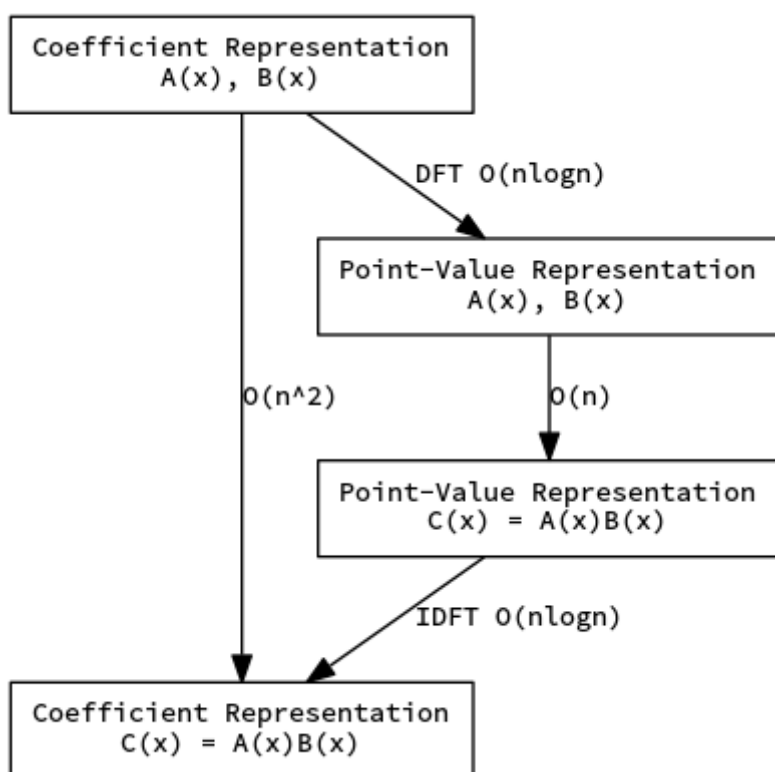 Coefficient Representation
A(x), B(x)
DFT O(nlogn)
Point-Value Representation
A(x), B(x)
O(n^2)
O(n)
Point-Value Representation
C(x) = A(x)B(x)
IDFT O(nlogn)
Coefficient Representation
C(x) = A(x)B(x)